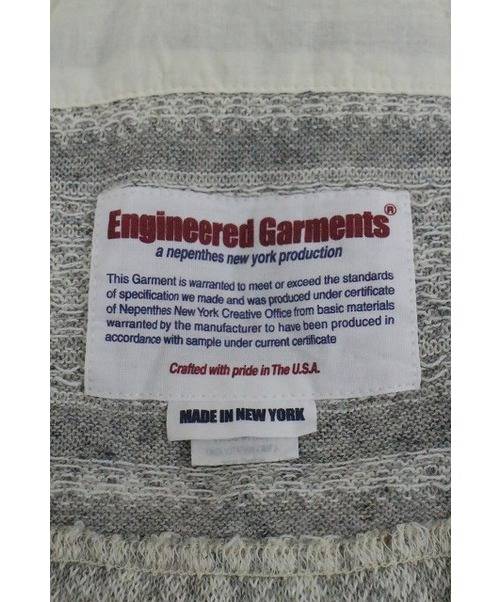 Engineered Garments®
a nepenthes new york production
This Garment is warranted to meet or exceed the standards
of specification we made and was produced under certificate
of Nepenthes New York Creative Office from basic materials
warranted by the manufacturer to have been produced in
accordance with sample under current certificate
Crafted with pride in The U.S.A.
MADE IN NEW YORK